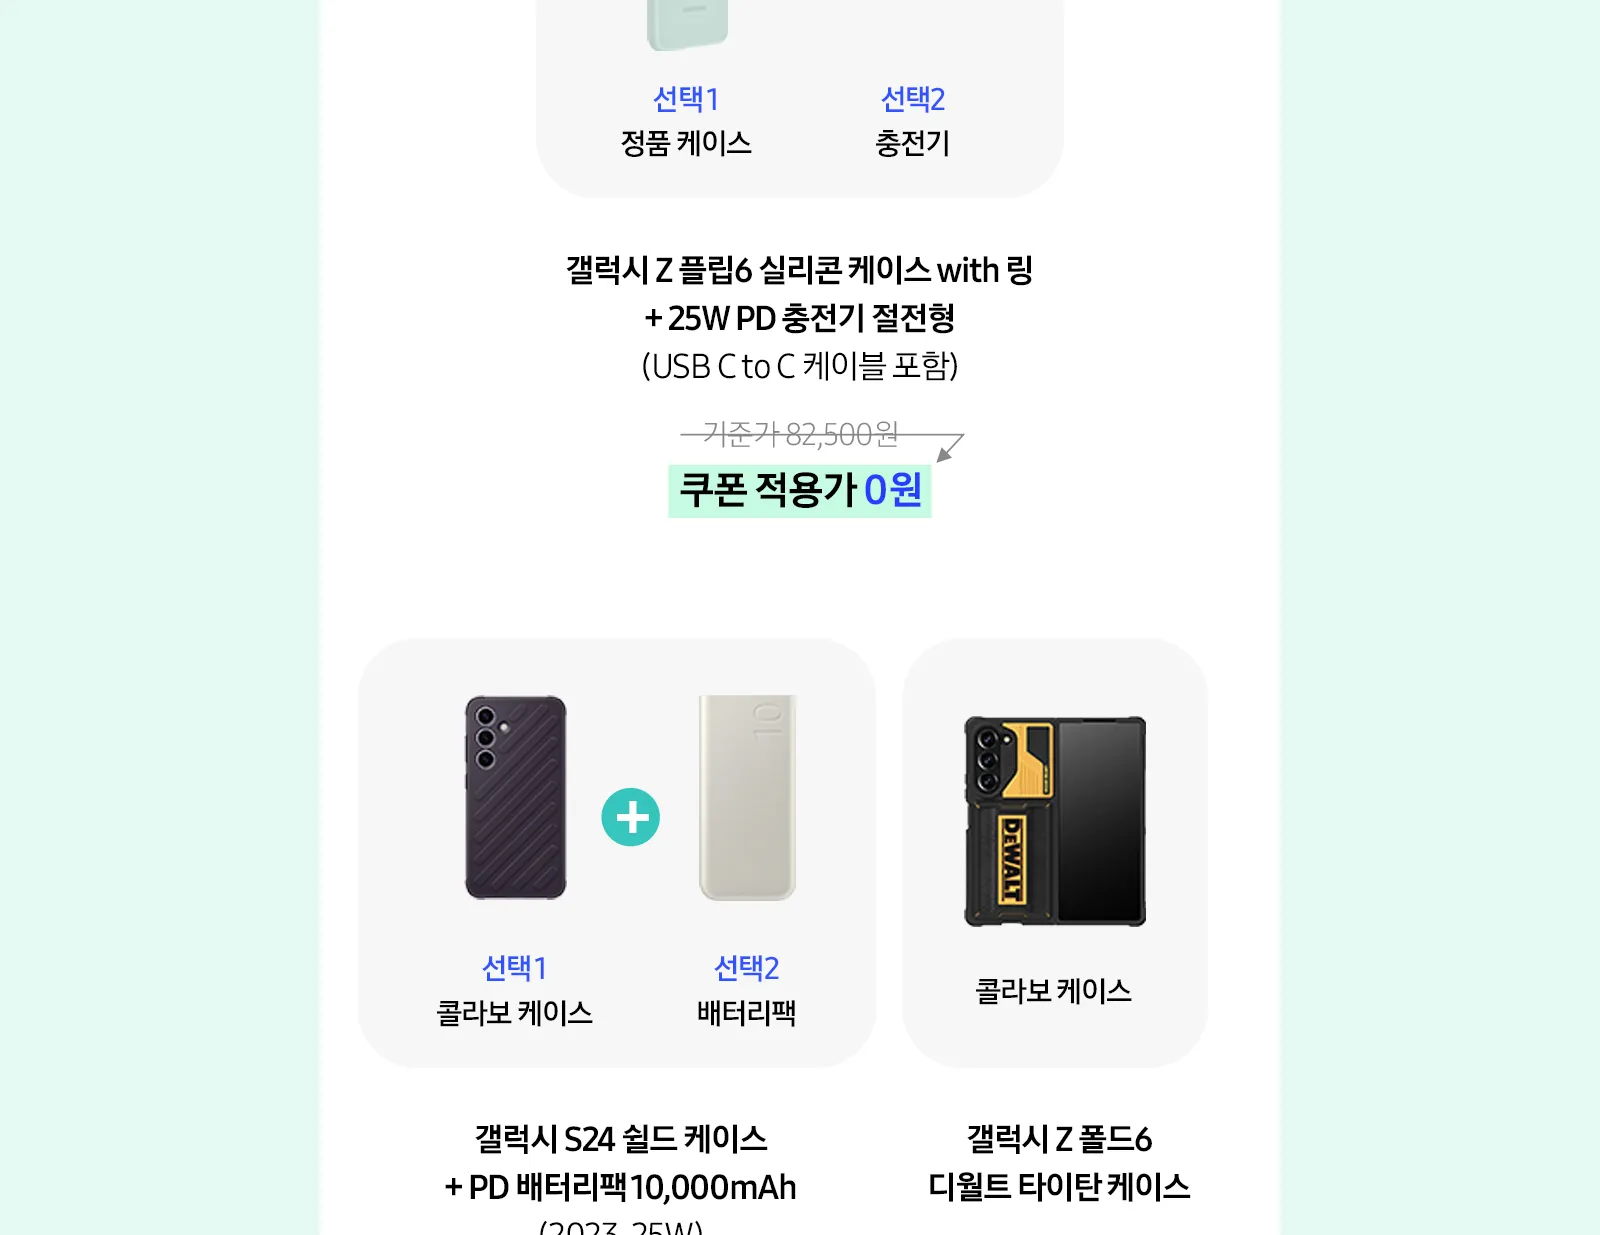 선택1
선택2
정품 케이스
충전기
갤럭시 Z 플립6 실리콘 케이스 with 링
+ 25W PD 충전기 절전형
(USB C to C 케이블 포함)
기준가 82,500원
쿠폰 적용가 0원
10
DEWALT
선택1
선택2
콜라보 케이스
배터리팩
콜라보 케이스
갤럭시 S24 쉴드 케이스
+ PD 배터리팩 10,000mAh
(2023, 25W)
갤럭시 Z 폴드6
디월트 타이탄 케이스